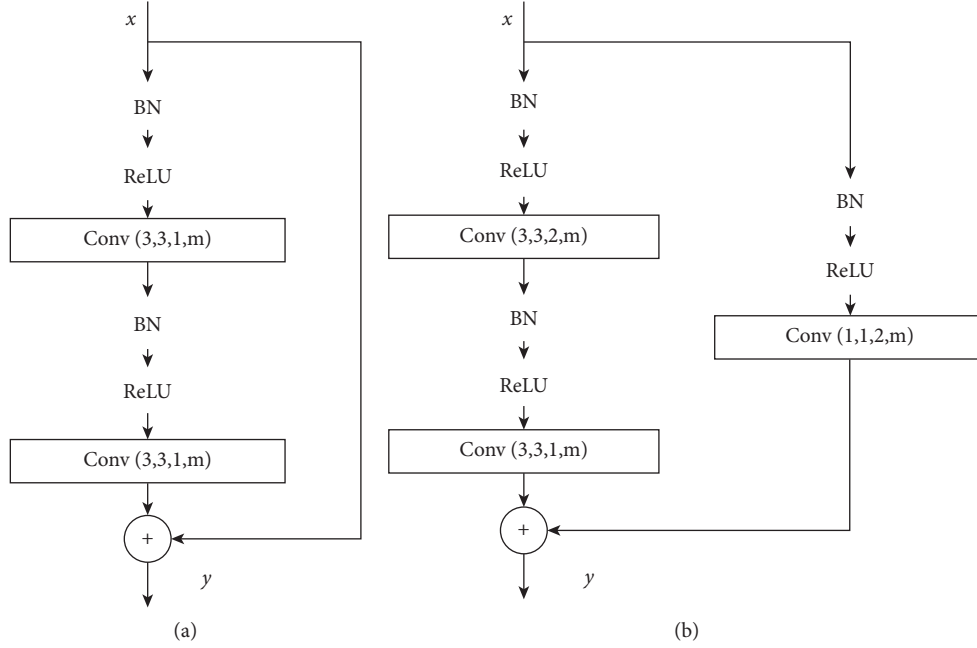 x
BN
ReLU
Conv (3,3,1,m)
BN
ReLU
Conv (3,3,1,m)
+
y
(a)
x
BN
ReLU
Conv (3,3,2,m)
BN
ReLU
Conv (3,3,1,m)
BN
ReLU
Conv (1,1,2,m)
+
y
(b)